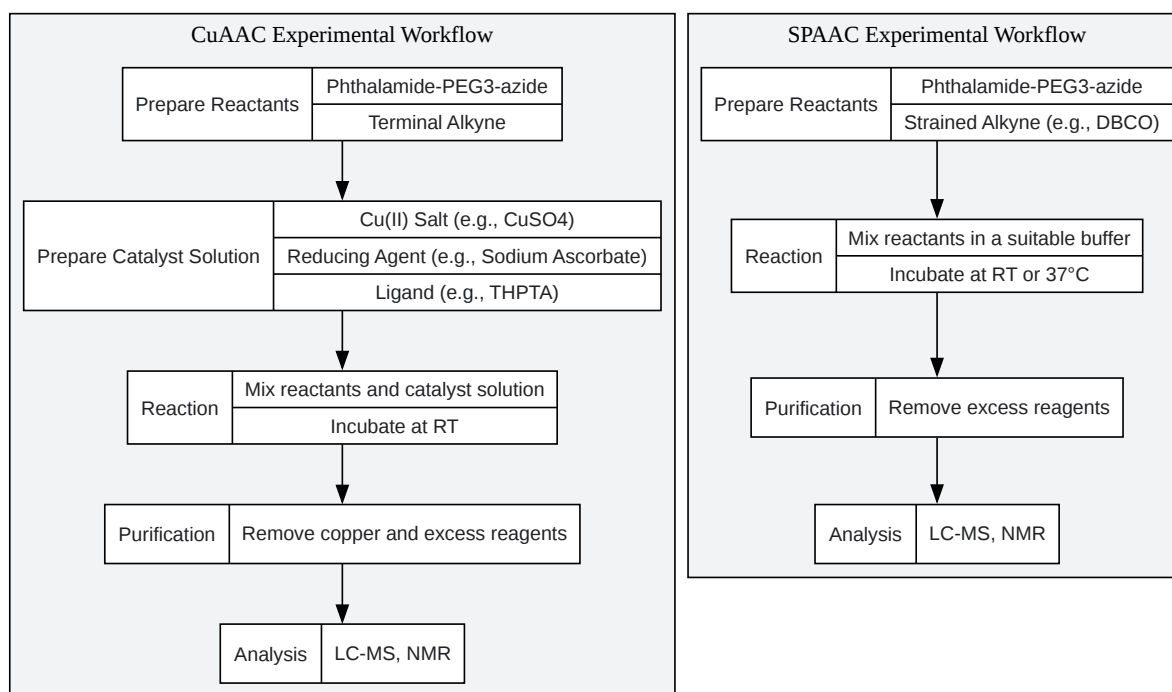 CuAAC Experimental Workflow
Prepare Reactants
Phthalamide-PEG3-azide
Terminal Alkyne
Prepare Catalyst Solution
Cu(II) Salt (e.g., CuSO4)
Reducing Agent (e.g., Sodium Ascorbate)
Ligand (e.g., THPTA)
Reaction
Mix reactants and catalyst solution
Incubate at RT
Purification
Remove copper and excess reagents
Analysis
LC-MS, NMR
SPAAC Experimental Workflow
Prepare Reactants
Phthalamide-PEG3-azide
Strained Alkyne (e.g., DBCO)
Reaction
Mix reactants in a suitable buffer
Incubate at RT or 37°C
Purification
Remove excess reagents
Analysis
LC-MS, NMR